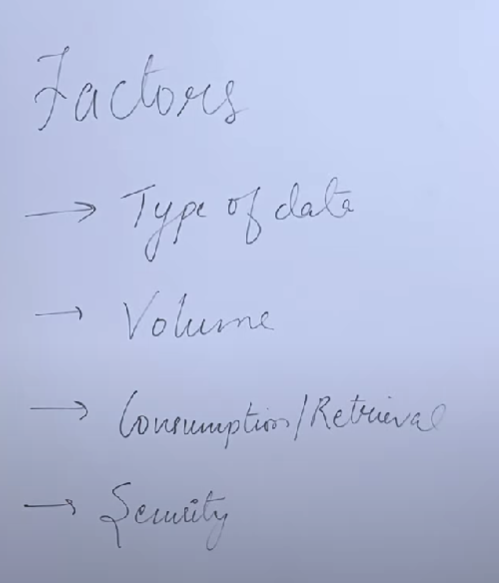 Factors
→ Type of data
→ Volume
→ Consumption/Retrieval
→ Security